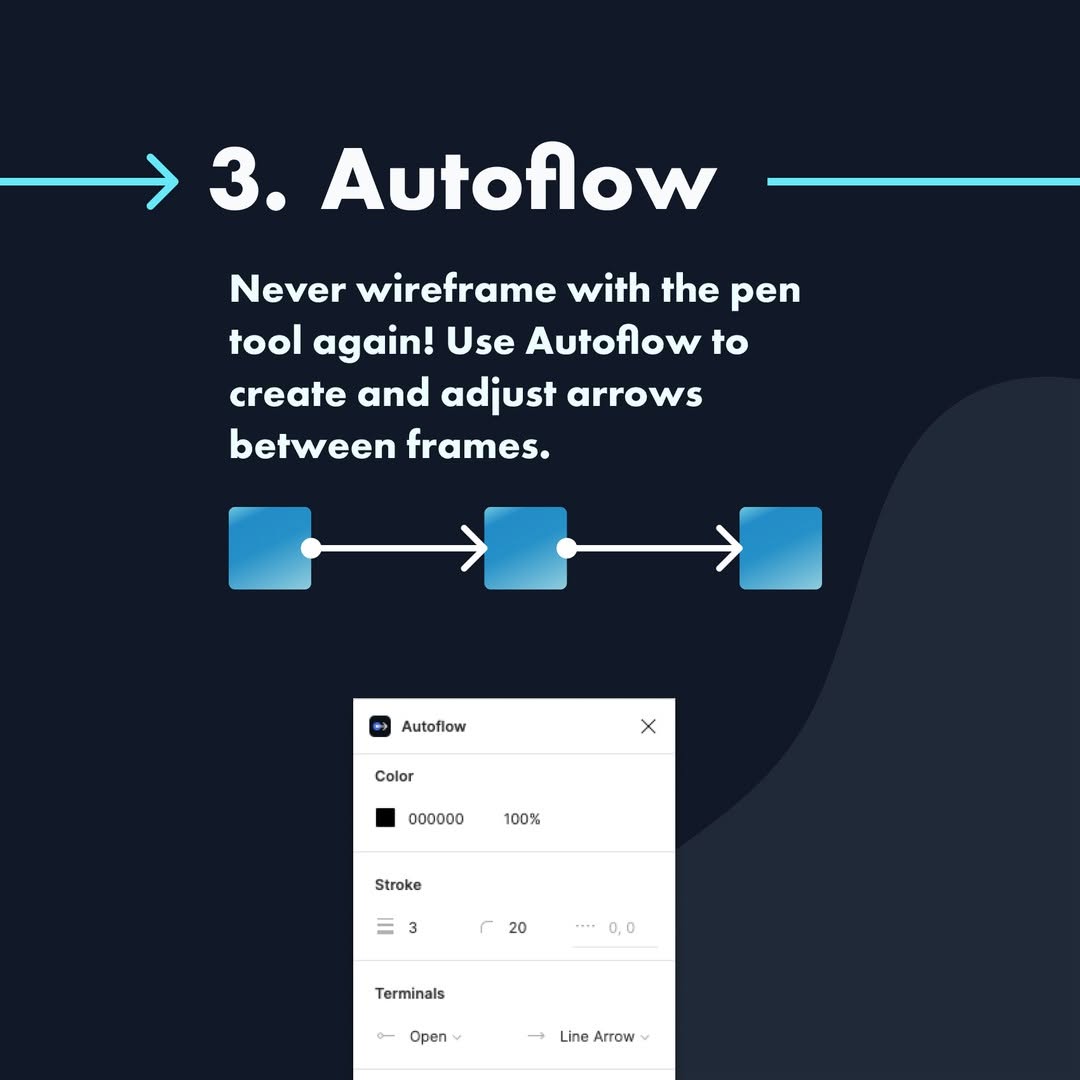 3. Autoflow
Never wireframe with the pen
tool again! Use Autoflow to
create and adjust arrows
between frames.
Autoflow
Color
000000 100%
Stroke
3 20 0, 0
Terminals
Open Line Arrow